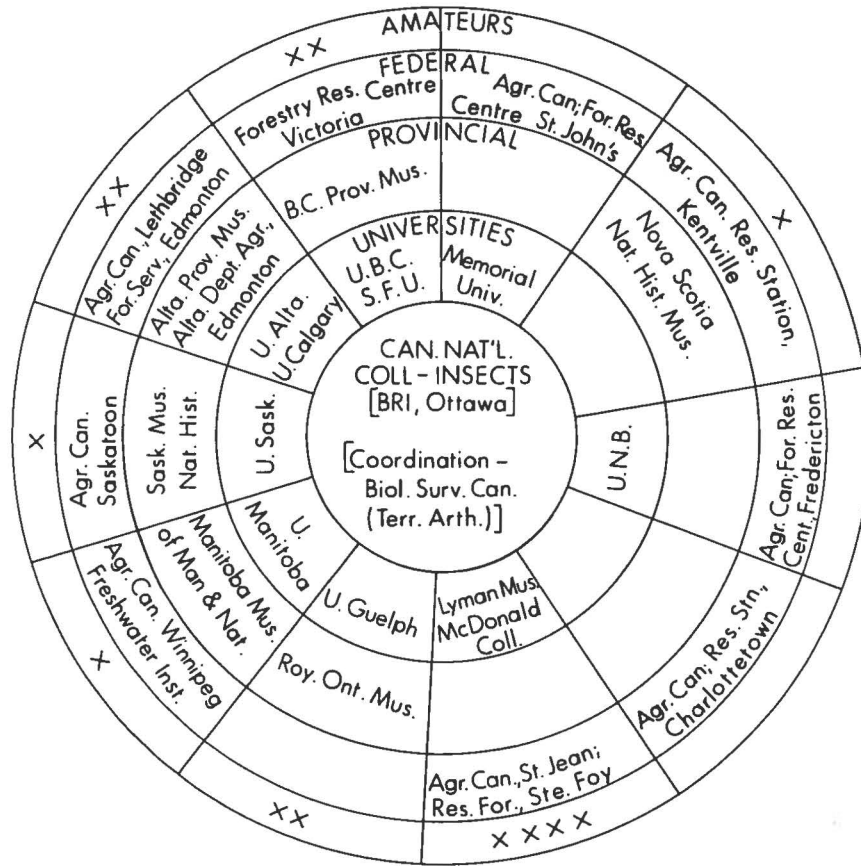 AMATEURS
XX
FEDERAL
Forestry Res. Centre
Victoria
Agr. Can; For. Res.
Centre St. John's
PROVINCIAL
B.C. Prov. Mus.
UNIVERSITIES
U.B.C.
S.F.U.
Memorial
Univ.
X
Agr. Can. Res. Station,
Kentville
Nova Scotia
Nat. Hist. Mus.
Agr. Can; For. Res.
Cent., Fredericton
U.N.B.
Agr. Can; Res. Stn.,
Charlottetown
X X X X
Agr. Can., St. Jean;
Res. For., Ste. Foy
Lyman Mus.
McDonald
Coll.
XX
Roy. Ont. Mus.
U. Guelph
X
Agr. Can. Winnipeg
Freshwater Inst.
Manitoba Mus.
of Man & Nat.
U.
Manitoba
X
Agr. Can.
Saskatoon
Sask. Mus.
Nat. Hist.
U. Sask.
XX
Agr. Can., Lethbridge
For. Serv., Edmonton
Alta. Prov. Mus.
Alta. Dept. Agr.,
Edmonton
U. Alta.
U. Calgary
CAN. NAT'L.
COLL-INSECTS
[BRI, Ottawa]
[Coordination-
Biol. Surv. Can.
(Terr. Arth.)]